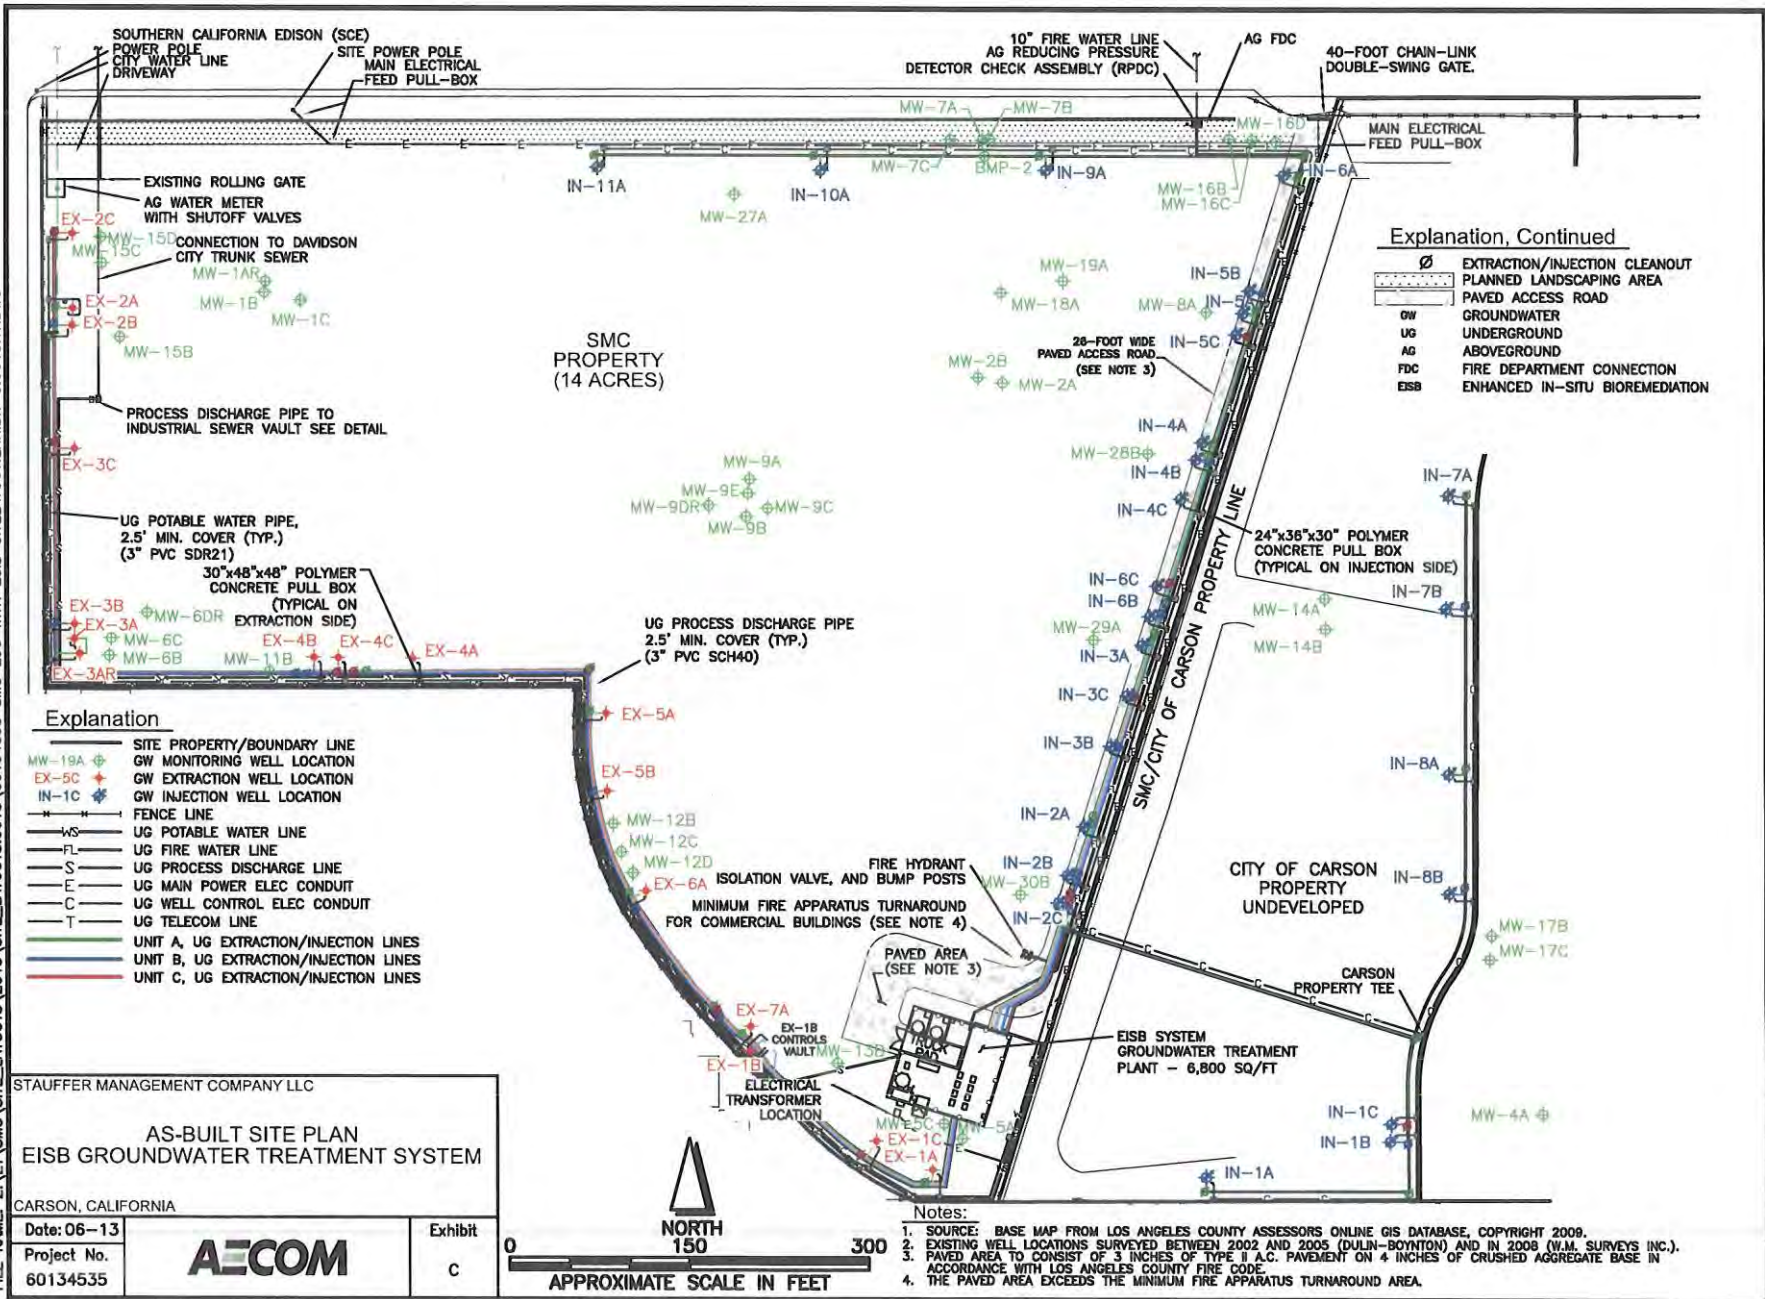 SOUTHERN CALIFORNIA EDISON (SCE)
POWER POLE
CITY WATER LINE
DRIVEWAY
SITE POWER POLE
MAIN ELECTRICAL
FEED PULL-BOX
10" FIRE WATER LINE
AG REDUCING PRESSURE
DETECTOR CHECK ASSEMBLY (RPDC)
AG FDC
40-FOOT CHAIN-LINK
DOUBLE-SWING GATE.
MW-7A
MW-7B
MW-16D
MAIN ELECTRICAL
FEED PULL-BOX
MW-7C
BMP-2
IN-11A
IN-10A
IN-9A
IN-6A
MW-16B
MW-16C
MW-27A
EXISTING ROLLING GATE
AG WATER METER
WITH SHUTOFF VALVES
EX-2C
MW-15D
MW-15C
CONNECTION TO DAVIDSON
CITY TRUNK SEWER
MW-1AR
MW-1B
MW-1C
EX-2A
EX-2B
MW-15B
SMC
PROPERTY
(14 ACRES)
MW-19A
MW-18A
MW-8A
IN-5B
IN-5A
IN-5C
26-FOOT WIDE
PAVED ACCESS ROAD
(SEE NOTE 3)
MW-2B
MW-2A
Explanation, Continued
EXTRACTION/INJECTION CLEANOUT
PLANNED LANDSCAPING AREA
PAVED ACCESS ROAD
GW GROUNDWATER
UG UNDERGROUND
AG ABOVEGROUND
FDC FIRE DEPARTMENT CONNECTION
EISB ENHANCED IN-SITU BIOREMEDIATION
PROCESS DISCHARGE PIPE TO
INDUSTRIAL SEWER VAULT SEE DETAIL
EX-3C
IN-4A
MW-28B
IN-4B
IN-4C
MW-9A
MW-9E
MW-9DR
MW-9C
MW-9B
IN-7A
UG POTABLE WATER PIPE,
2.5' MIN. COVER (TYP.)
(3" PVC SDR21)
24"x36"x30" POLYMER
CONCRETE PULL BOX
(TYPICAL ON INJECTION SIDE)
30"x48"x48" POLYMER
CONCRETE PULL BOX
(TYPICAL ON
EXTRACTION SIDE)
IN-6C
IN-6B
IN-7B
MW-14A
MW-14B
EX-3B
EX-3A
MW-6DR
MW-6C
MW-6B
EX-3AR
MW-11B
EX-4B
EX-4C
EX-4A
UG PROCESS DISCHARGE PIPE
2.5' MIN. COVER (TYP.)
(3" PVC SCH40)
MW-29A
IN-3A
IN-3C
IN-3B
SMC/CITY OF CARSON PROPERTY LINE
EX-5A
EX-5B
IN-8A
Explanation
SITE PROPERTY/BOUNDARY LINE
MW-19A GW MONITORING WELL LOCATION
EX-5C GW EXTRACTION WELL LOCATION
IN-1C GW INJECTION WELL LOCATION
FENCE LINE
WS UG POTABLE WATER LINE
FL UG FIRE WATER LINE
S UG PROCESS DISCHARGE LINE
E UG MAIN POWER ELEC CONDUIT
C UG WELL CONTROL ELEC CONDUIT
T UG TELECOM LINE
UNIT A, UG EXTRACTION/INJECTION LINES
UNIT B, UG EXTRACTION/INJECTION LINES
UNIT C, UG EXTRACTION/INJECTION LINES
MW-12B
MW-12C
MW-12D
EX-6A
IN-2A
IN-2B
MW-30B
IN-2C
FIRE HYDRANT
ISOLATION VALVE, AND BUMP POSTS
MINIMUM FIRE APPARATUS TURNAROUND
FOR COMMERCIAL BUILDINGS (SEE NOTE 4)
PAVED AREA
(SEE NOTE 3)
CITY OF CARSON
PROPERTY
UNDEVELOPED
IN-8B
MW-17B
MW-17C
CARSON
PROPERTY TEE
EX-7A
EX-1B
CONTROLS
VAULT
MW-13B
EX-1B
TRUCK
PAD
EISB SYSTEM
GROUNDWATER TREATMENT
PLANT - 6,800 SQ/FT
ELECTRICAL
TRANSFORMER
LOCATION
MW-5C
MW-5A
EX-1C
EX-1A
IN-1C
IN-1B
IN-1A
MW-4A
STAUFFER MANAGEMENT COMPANY LLC
AS-BUILT SITE PLAN
EISB GROUNDWATER TREATMENT SYSTEM
CARSON, CALIFORNIA
Date: 06-13
Project No.
60134535
AECOM
Exhibit
C
NORTH
0 150 300
APPROXIMATE SCALE IN FEET
Notes:
1. SOURCE: BASE MAP FROM LOS ANGELES COUNTY ASSESSORS ONLINE GIS DATABASE, COPYRIGHT 2009.
2. EXISTING WELL LOCATIONS SURVEYED BETWEEN 2002 AND 2005 (DULIN-BOYNTON) AND IN 2008 (W.M. SURVEYS INC.).
3. PAVED AREA TO CONSIST OF 3 INCHES OF TYPE II A.C. PAVEMENT ON 4 INCHES OF CRUSHED AGGREGATE BASE IN
ACCORDANCE WITH LOS ANGELES COUNTY FIRE CODE.
4. THE PAVED AREA EXCEEDS THE MINIMUM FIRE APPARATUS TURNAROUND AREA.